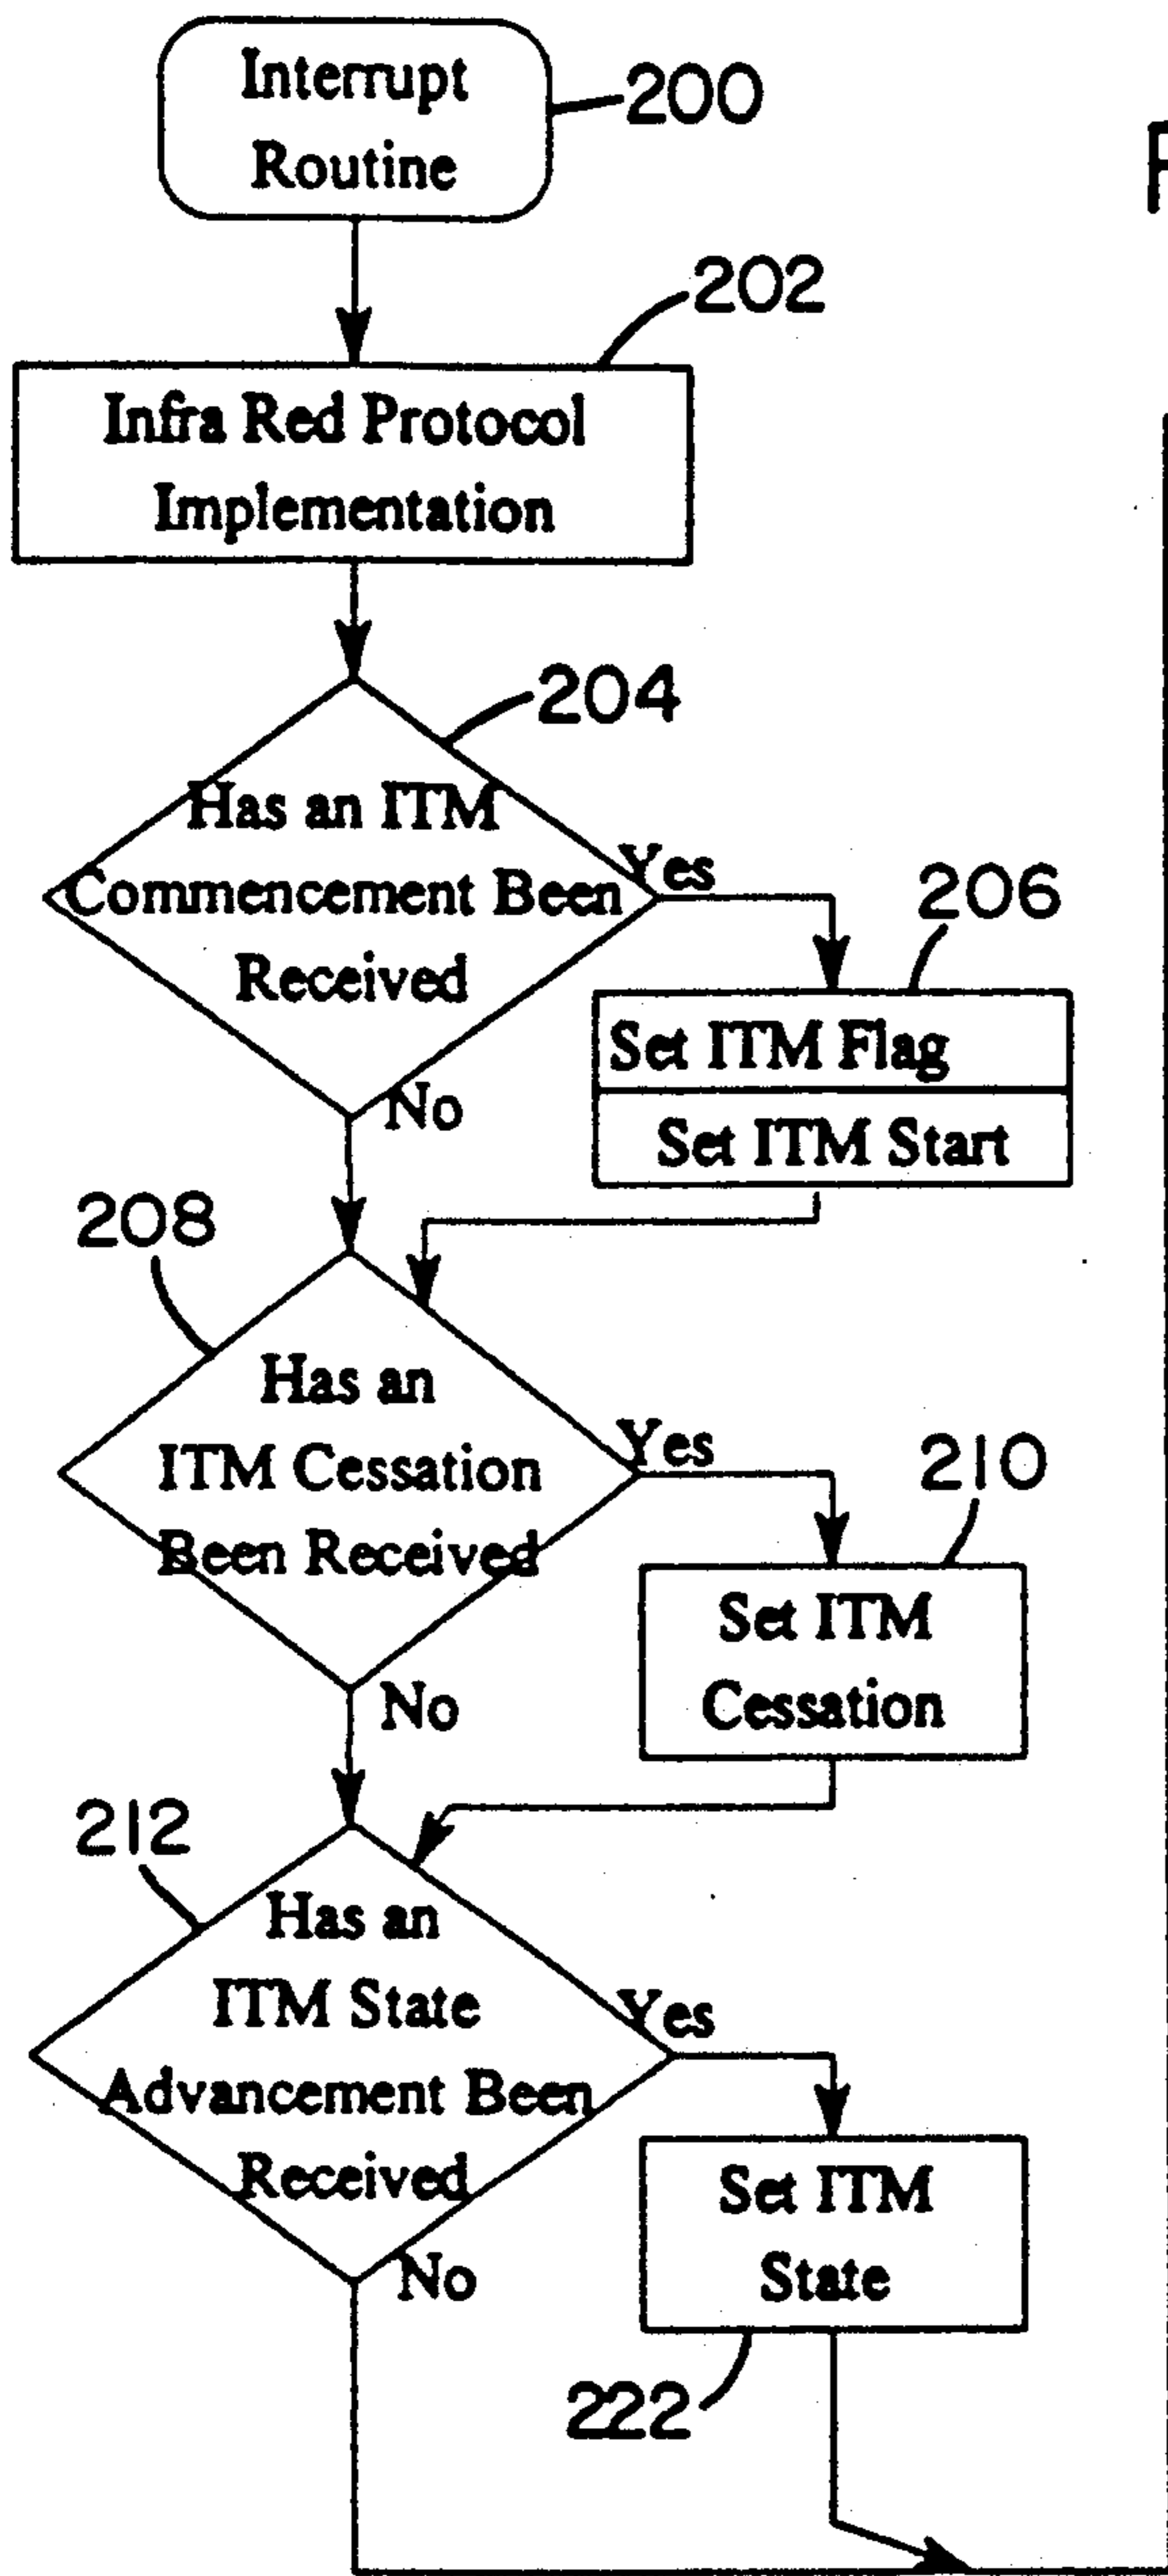 Interrupt
Routine
200
202
Infra Red Protocol
Implementation
204
Has an ITM
Commencement Been
Received
Yes
No
206
Set ITM Flag
Set ITM Start
208
Has an
ITM Cessation
Been Received
Yes
No
210
Set ITM
Cessation
212
Has an
ITM State
Advancement Been
Received
Yes
No
Set ITM
State
222